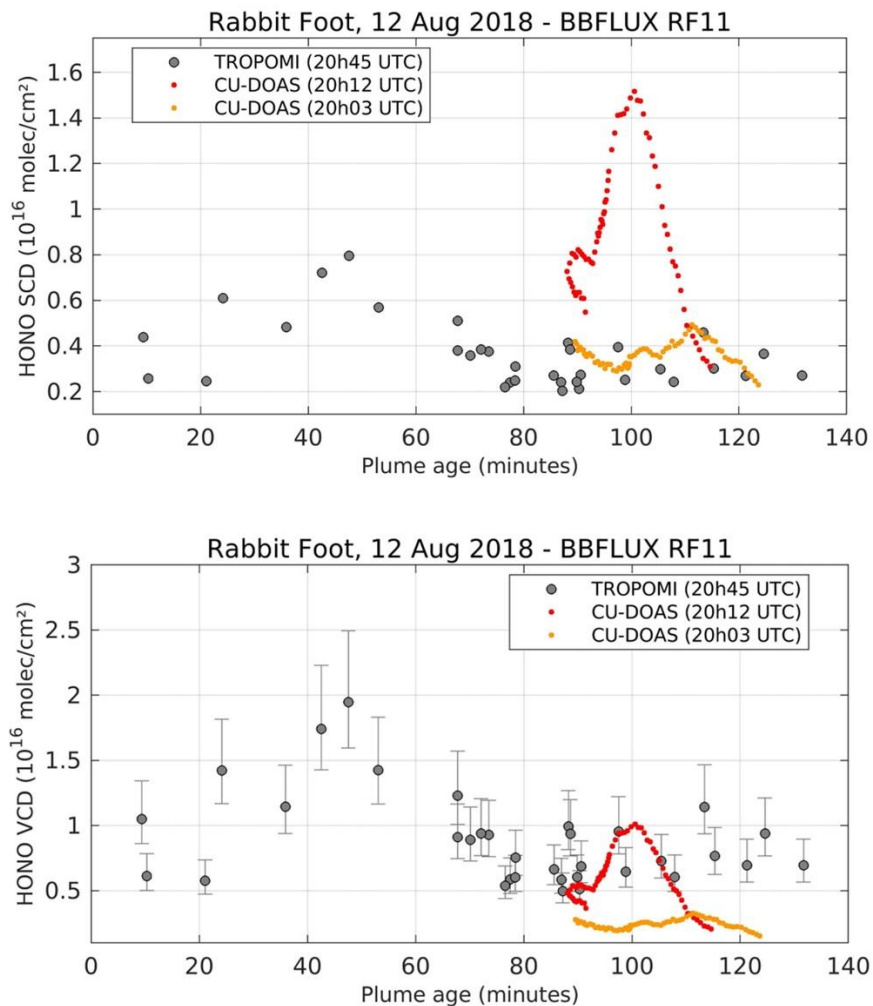 Rabbit Foot, 12 Aug 2018 - BBFLUX RF11
TROPOMI (20h45 UTC)
CU-DOAS (20h12 UTC)
CU-DOAS (20h03 UTC)
HONO SCD (10¹⁶ molec/cm²)
1.6
1.4
1.2
1
0.8
0.6
0.4
0.2
0 20 40 60 80 100 120 140
Plume age (minutes)
Rabbit Foot, 12 Aug 2018 - BBFLUX RF11
TROPOMI (20h45 UTC)
CU-DOAS (20h12 UTC)
CU-DOAS (20h03 UTC)
HONO VCD (10¹⁶ molec/cm²)
3
2.5
2
1.5
1
0.5
0 20 40 60 80 100 120 140
Plume age (minutes)